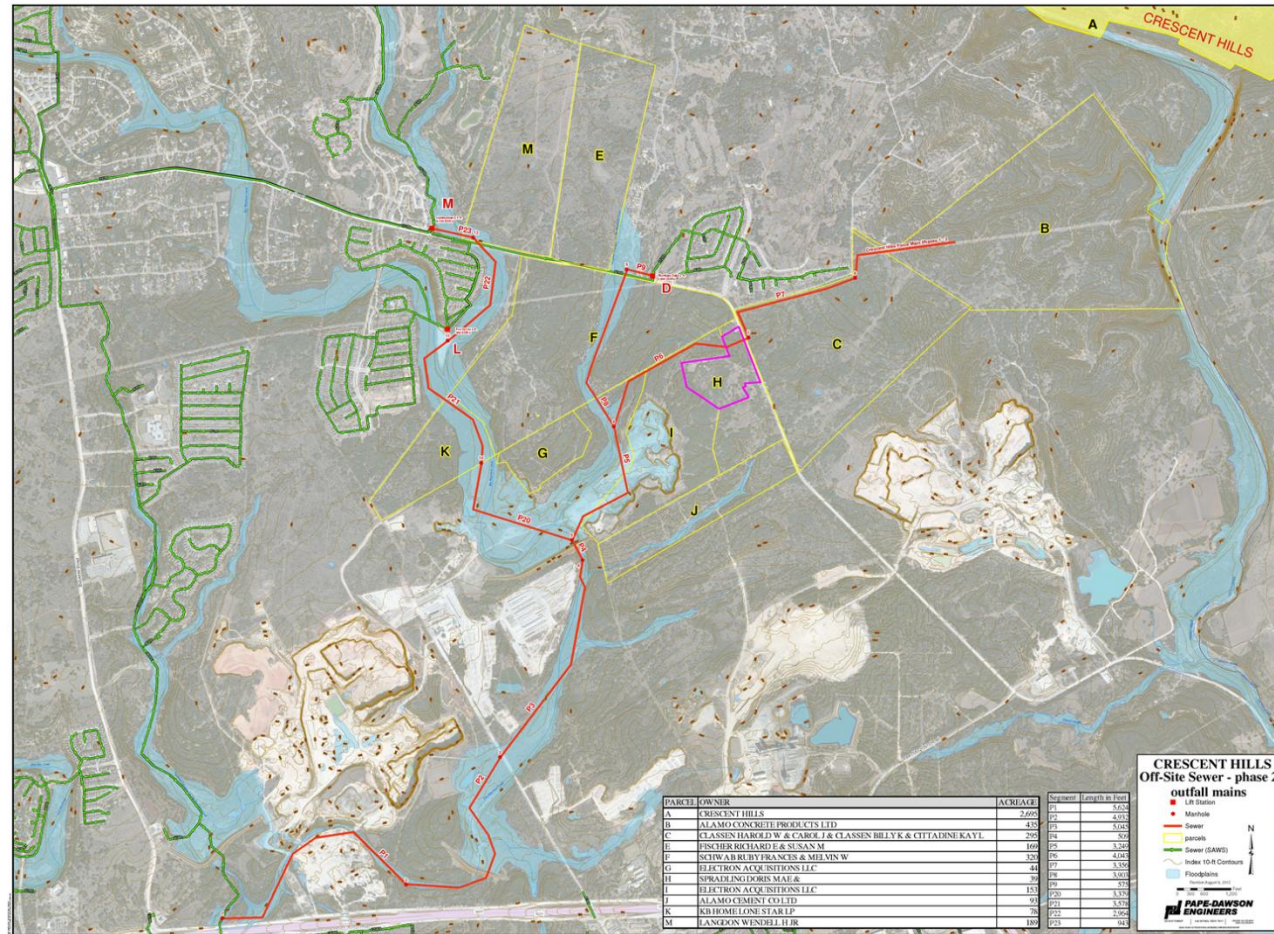 A
CRESCENT HILLS
M
E
B
M
P23
P9
D
P22
P7
F
C
L
P6
H
P21
P8
I
K
G
P5
J
P20
P4
P3
P2
P1
PARCEL OWNER ACREAGE
A CRESCENT HILLS 2,695
B ALAMO CONCRETE PRODUCTS LTD 435
C CLASSEN HAROLD W & CAROL J & CLASSEN BILLY K & CITTADINE KAY L 295
E FISCHER RICHARD E & SUSAN M 169
F SCHWAB RUBY FRANCES & MELVIN W 320
G ELECTRON ACQUISITIONS LLC 44
H SPRADLING DORIS MAE & 39
I ELECTRON ACQUISITIONS LLC 153
J ALAMO CEMENT CO LTD 93
K KB HOME LONE STAR LP 78
M LANGDON WENDELL H JR 189
Segment Length in Feet
P1 5,624
P2 4,932
P3 5,045
P4 509
P5 3,249
P6 4,043
P7 3,356
P8 3,903
P9 575
P20 3,379
P21 3,576
P22 2,964
P23 943
CRESCENT HILLS
Off-Site Sewer - phase 2
outfall mains
Lift Station
Manhole
Sewer
parcels
Sewer (SAWS)
Index 10-ft Contours
Floodplains
N
PAPE-DAWSON
ENGINEERS